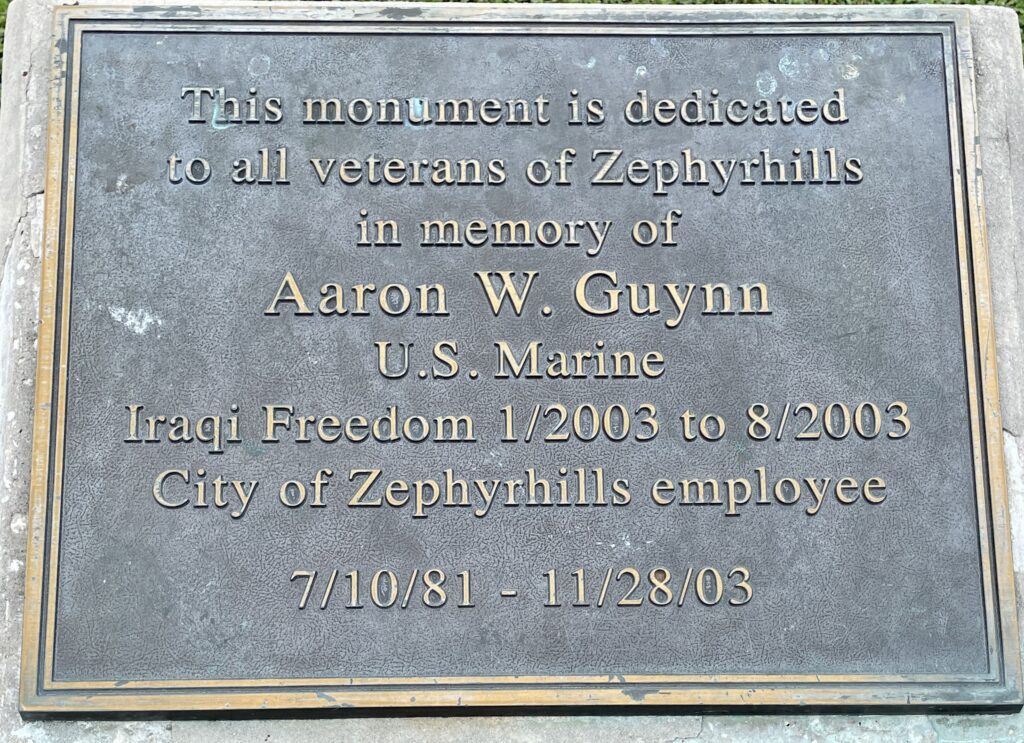 This monument is dedicated
to all veterans of Zephyrhills
in memory of
Aaron W. Guynn
U.S. Marine
Iraqi Freedom 1/2003 to 8/2003
City of Zephyrhills employee
7/10/81 - 11/28/03